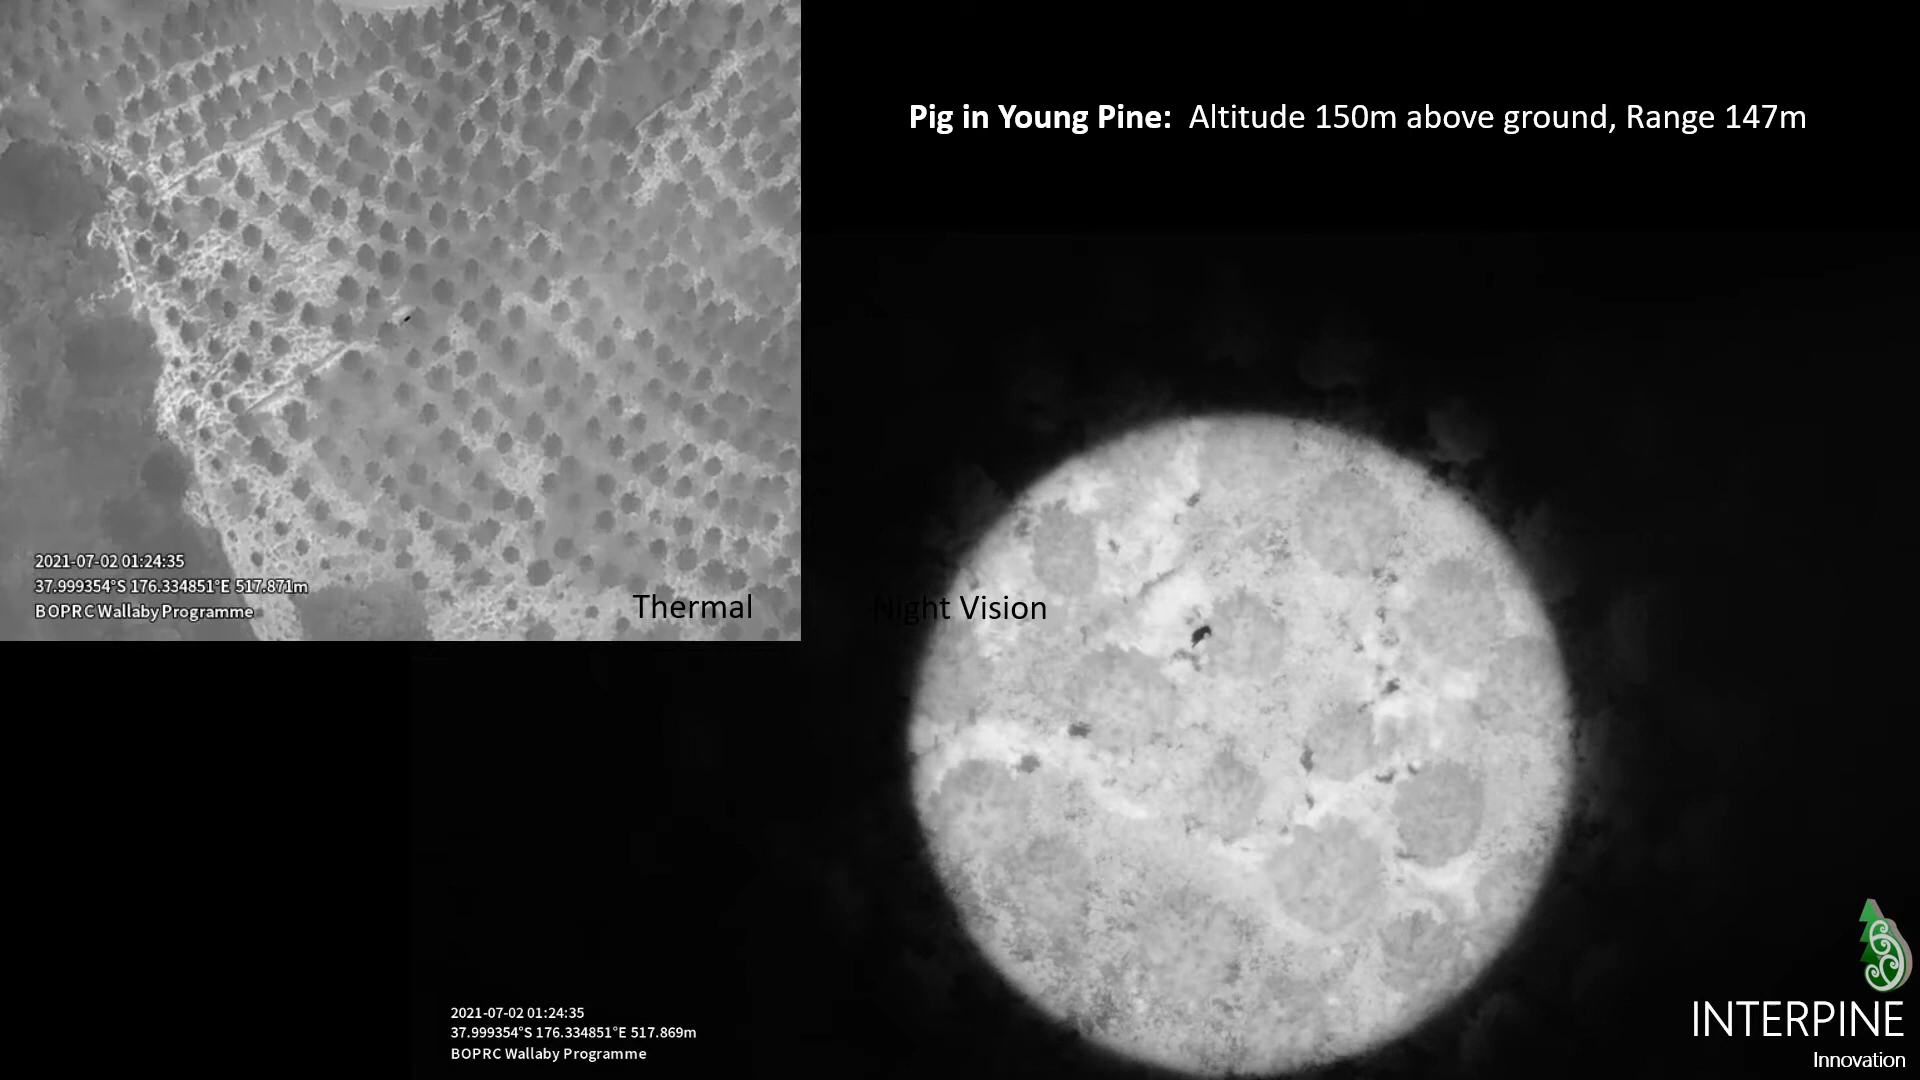 Pig in Young Pine: Altitude 150m above ground, Range 147m
2021-07-02 01:24:35
37.999354°S 176.334851°E 517.871m
BOPRC Wallaby Programme
Thermal
Night Vision
2021-07-02 01:24:35
37.999354°S 176.334851°E 517.869m
BOPRC Wallaby Programme
INTERPINE
Innovation